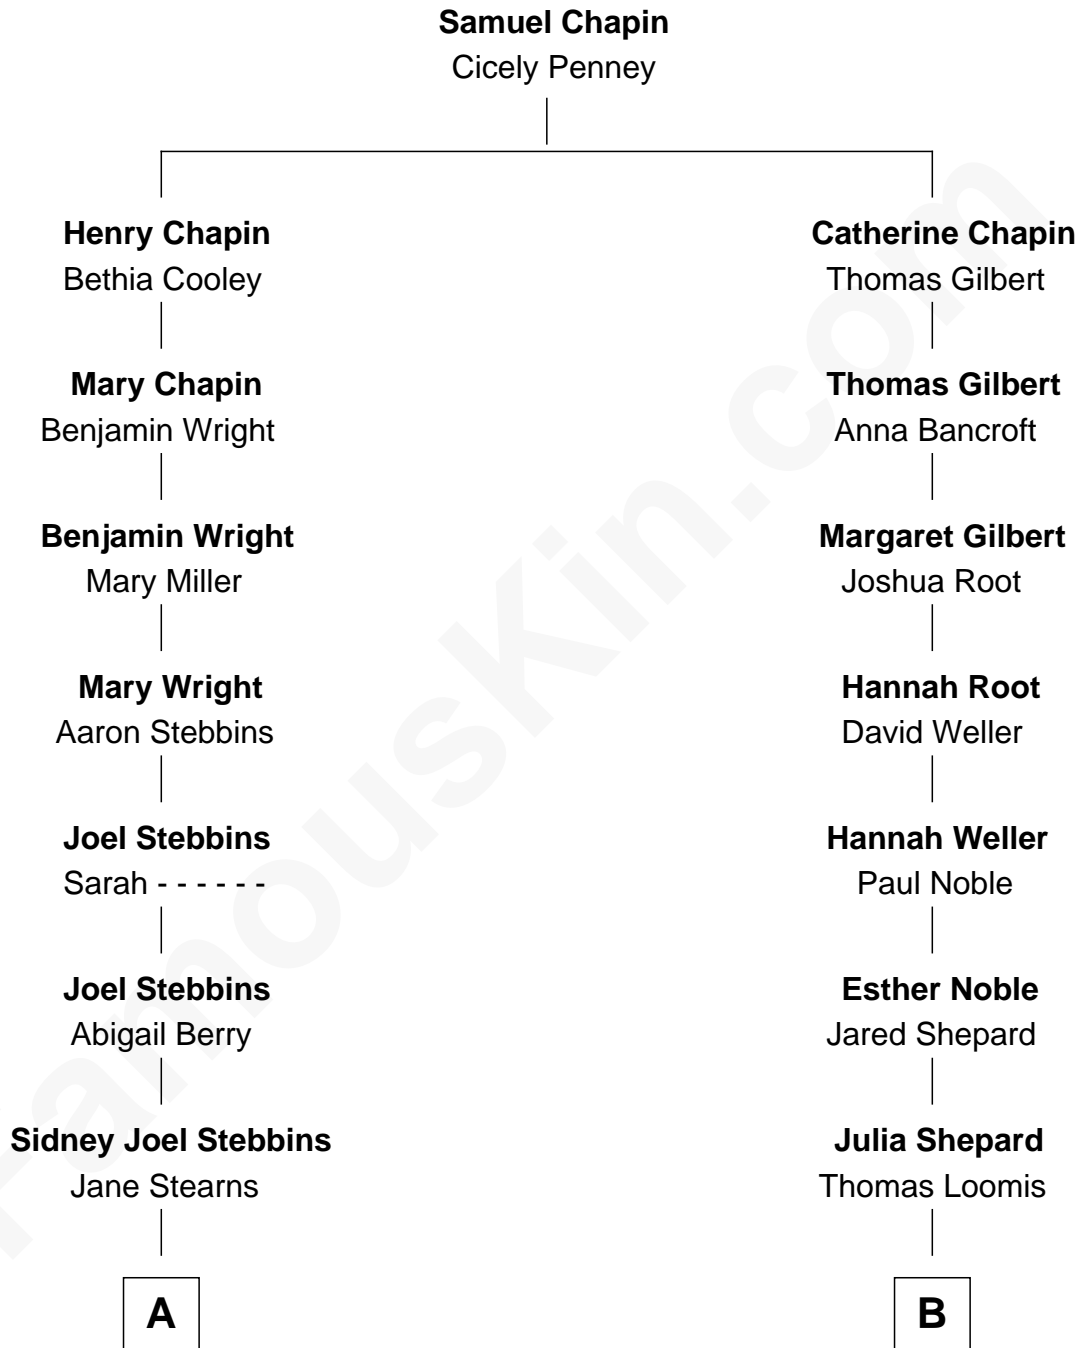 Samuel Chapin
Cicely Penney
Henry Chapin
Bethia Cooley
Mary Chapin
Benjamin Wright
Benjamin Wright
Mary Miller
Mary Wright
Aaron Stebbins
Joel Stebbins
Sarah - - - - - -
Joel Stebbins
Abigail Berry
Sidney Joel Stebbins
Jane Stearns
A
Catherine Chapin
Thomas Gilbert
Thomas Gilbert
Anna Bancroft
Margaret Gilbert
Joshua Root
Hannah Root
David Weller
Hannah Weller
Paul Noble
Esther Noble
Jared Shepard
Julia Shepard
Thomas Loomis
B
FamousKin.com